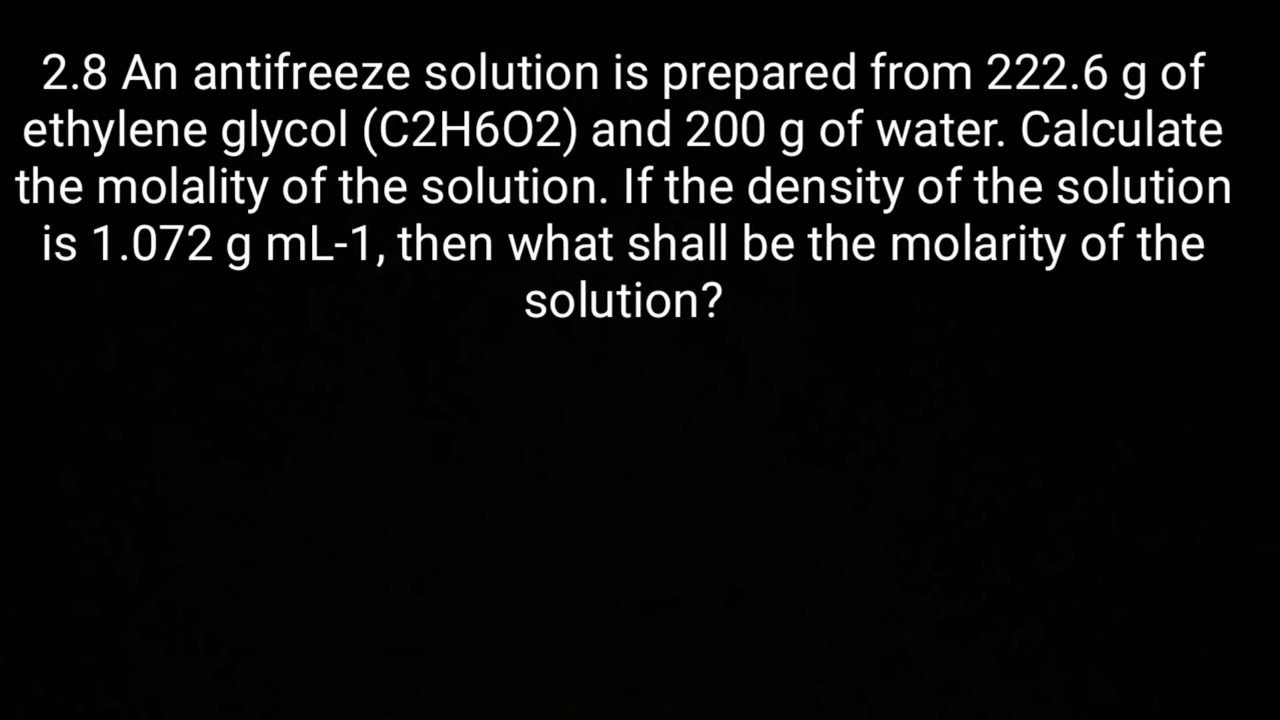 2.8 An antifreeze solution is prepared from 222.6 g of
ethylene glycol (C2H6O2) and 200 g of water. Calculate
the molality of the solution. If the density of the solution
is 1.072 g mL-1, then what shall be the molarity of the
solution?